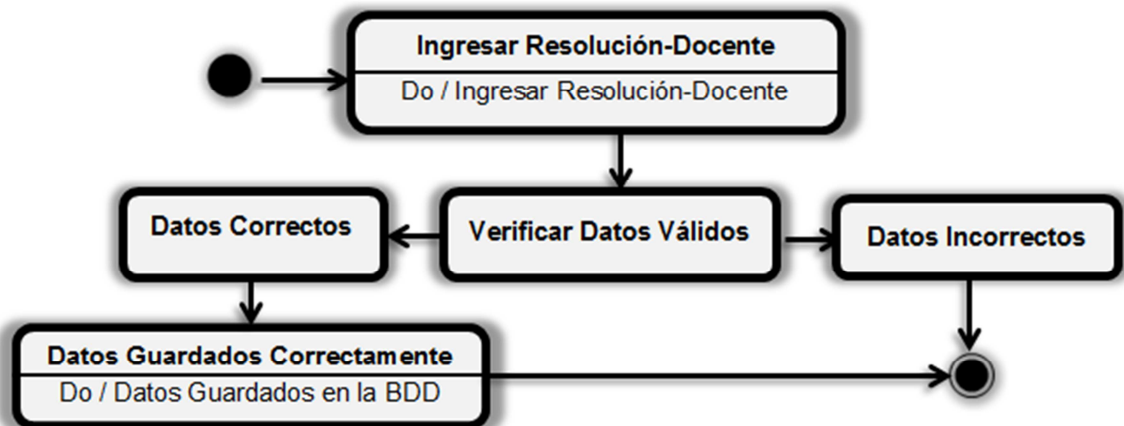 Ingresar Resolución-Docente
Do / Ingresar Resolución-Docente
Datos Correctos
Verificar Datos Válidos
Datos Incorrectos
Datos Guardados Correctamente
Do / Datos Guardados en la BDD